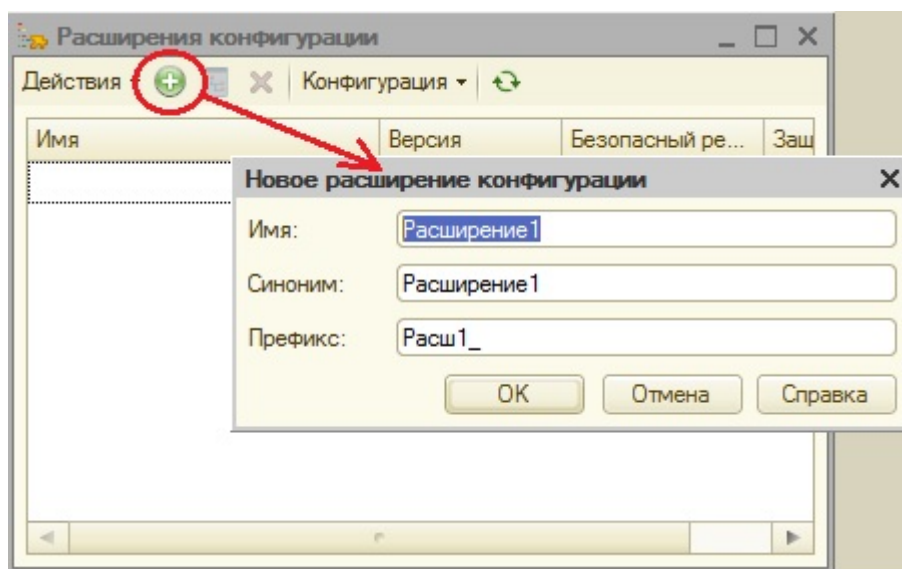 Расширения конфигурации
Действия Конфигурация
Имя Версия Безопасный ре... Защ
Новое расширение конфигурации
Имя: Расширение1
Синоним: Расширение1
Префикс: Расш1_
OK Отмена Справка